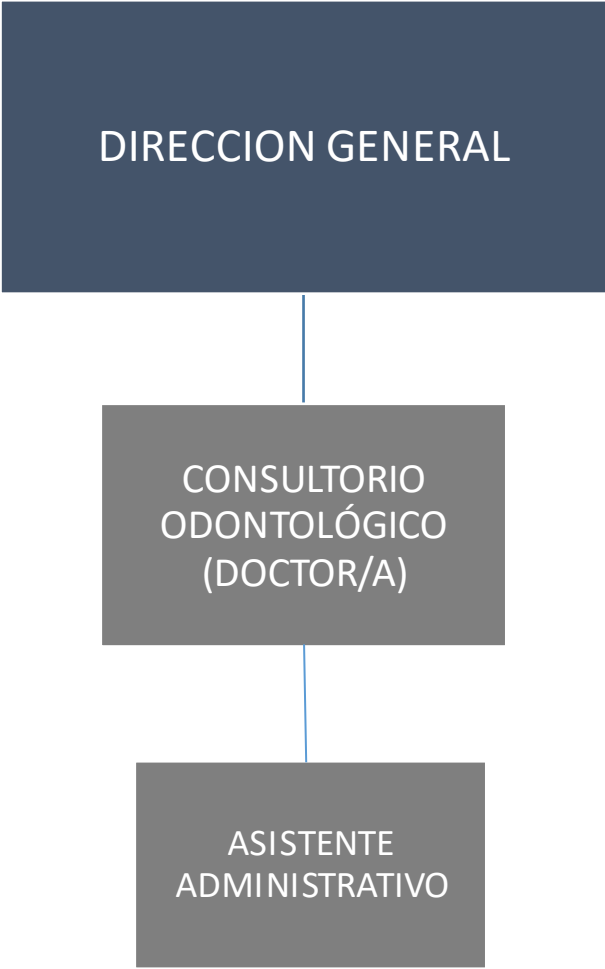 DIRECCION GENERAL
CONSULTORIO
ODONTOLÓGICO
(DOCTOR/A)
ASISTENTE
ADMINISTRATIVO